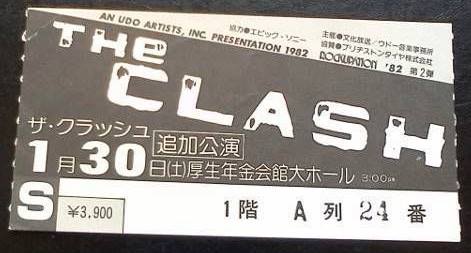 AN UDO ARTISTS, INC. PRESENTATION 1982
協力●エピック・ソニー
主催●文化放送/ウドー音楽事務所
協賛●ブリヂストンタイヤ株式会社
ROCKUPATION '82 第2弾
THE
CLASH
ザ・クラッシュ
追加公演
1月30日(土)厚生年金会館大ホール 3:00PM
S
¥3,900
1階 A 列 24 番